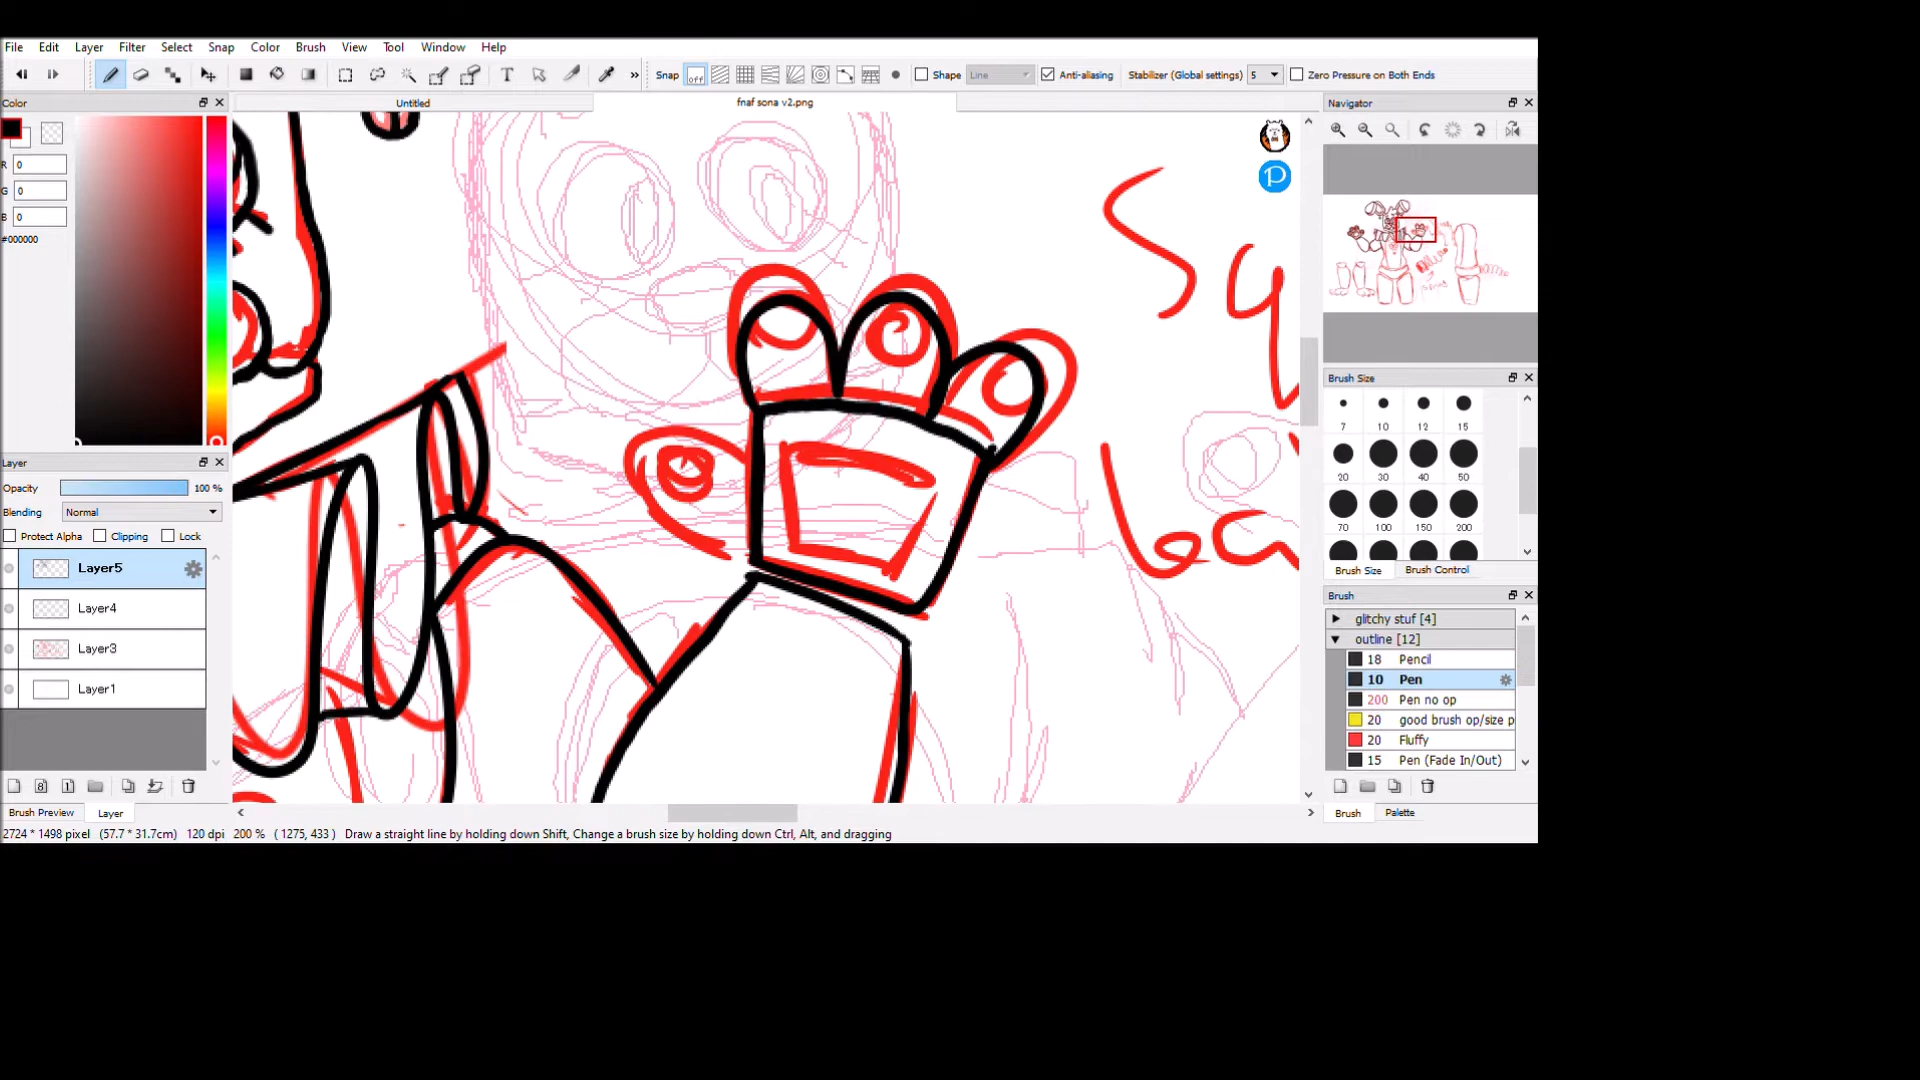 File Edit Layer Filter Select Snap Color Brush View Tool Window Help
T » Snap off Shape Line Anti-aliasing Stabilizer (Global settings) 5 Zero Pressure on Both Ends
Color
Untitled
fnaf sona v2.png
Navigator
R 0
G 0
B 0
#000000
P
Brush Size
7 10 12 15
20 30 40 50
70 100 150 200
Brush Size Brush Control
Layer
Opacity 100 %
Blending Normal
Protect Alpha Clipping Lock
Layer5
Layer4
Layer3
Layer1
8 1
Brush Preview Layer
Brush
glitchy stuf [4]
outline [12]
18 Pencil
10 Pen
200 Pen no op
20 good brush op/size p
20 Fluffy
15 Pen (Fade In/Out)
Brush Palette
2724 * 1498 pixel (57.7 * 31.7cm) 120 dpi 200 % ( 1275, 433 ) Draw a straight line by holding down Shift, Change a brush size by holding down Ctrl, Alt, and dragging